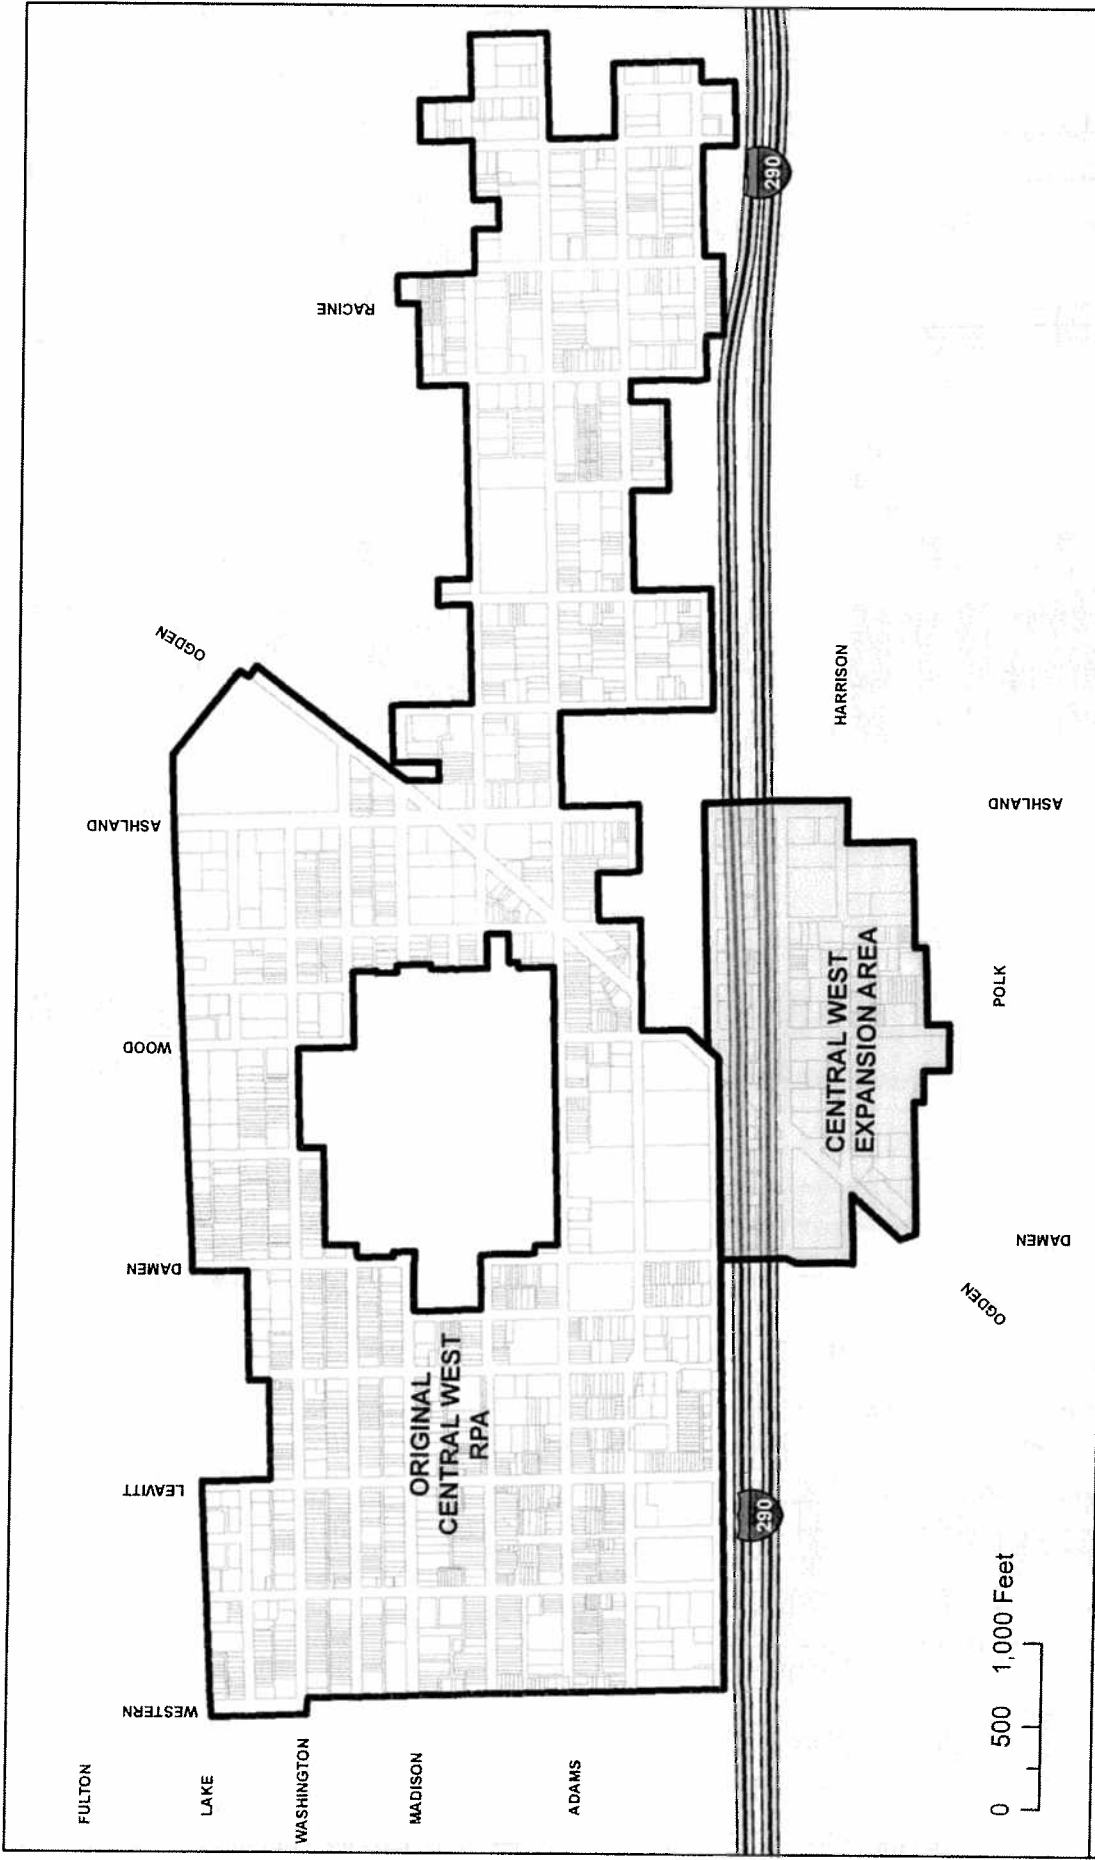 FULTON
LAKE
WASHINGTON
MADISON
ADAMS
WESTERN
LEAVITT
DAMEN
WOOD
ASHLAND
OGDEN
RACINE
ORIGINAL
CENTRAL WEST
RPA
CENTRAL WEST
EXPANSION AREA
290
290
HARRISON
POLK
ASHLAND
DAMEN
OGDEN
0 500 1,000 Feet